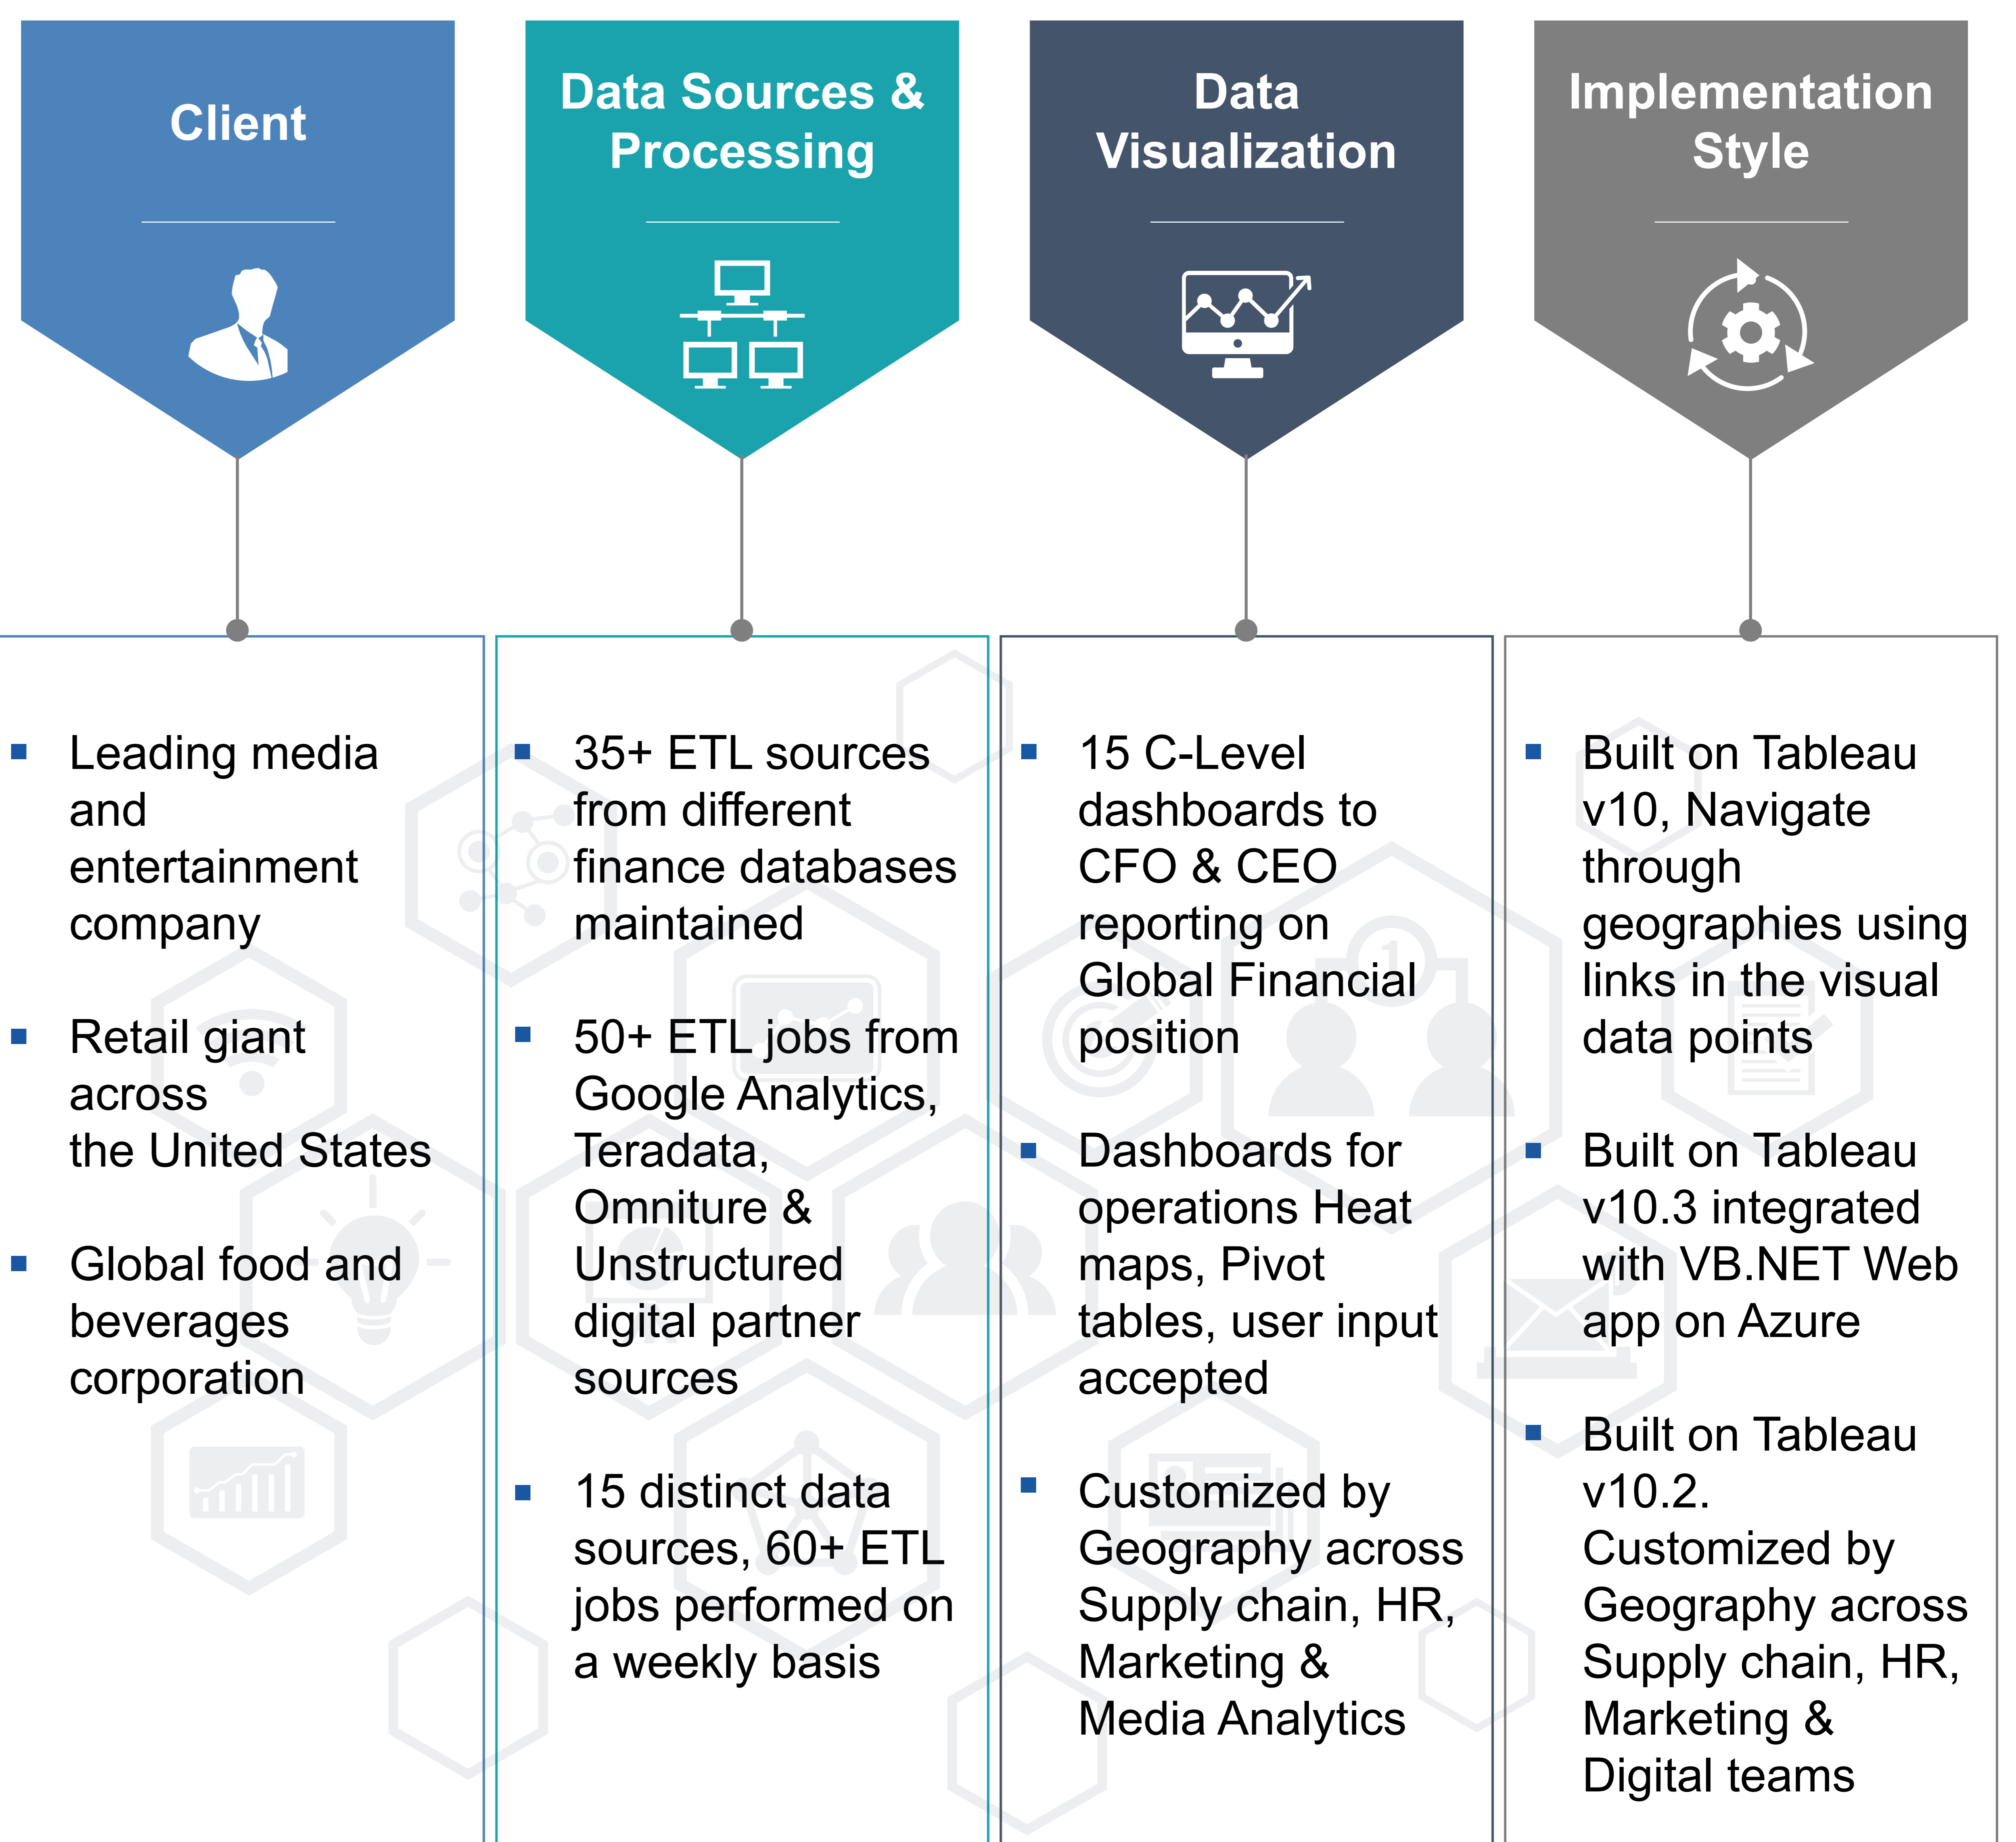 Client
Data Sources &
Processing
Data
Visualization
Implementation
Style
Leading media
and
entertainment
company
Retail giant
across
the United States
Global food and
beverages
corporation
35+ ETL sources
from different
finance databases
maintained
50+ ETL jobs from
Google Analytics,
Teradata,
Omniture &
Unstructured
digital partner
sources
15 distinct data
sources, 60+ ETL
jobs performed on
a weekly basis
15 C-Level
dashboards to
CFO & CEO
reporting on
Global Financial
position
Dashboards for
operations Heat
maps, Pivot
tables, user input
accepted
Customized by
Geography across
Supply chain, HR,
Marketing &
Media Analytics
Built on Tableau
v10, Navigate
through
geographies using
links in the visual
data points
Built on Tableau
v10.3 integrated
with VB.NET Web
app on Azure
Built on Tableau
v10.2.
Customized by
Geography across
Supply chain, HR,
Marketing &
Digital teams
1